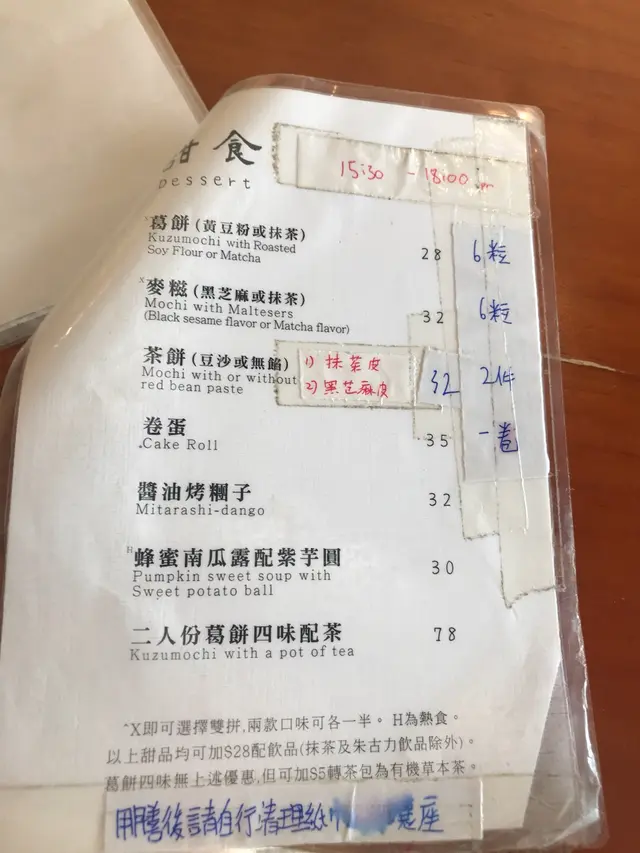 甜食
Dessert
15:30 - 18:00
葛餅 (黃豆粉或抹茶)
Kuzumochi with Roasted
Soy Flour or Matcha
28 6粒
X麥糍 (黑芝麻或抹茶)
Mochi with Maltesers
(Black sesame flavor or Matcha flavor)
32 6粒
茶餅 (豆沙或無餡)
Mochi with or without
red bean paste
1) 抹茶皮
2) 黑芝麻皮
32 2件
卷蛋
Cake Roll
35 一卷
醬油烤糰子
Mitarashi-dango
32
H蜂蜜南瓜露配紫芋圓
Pumpkin sweet soup with
Sweet potato ball
30
二人份葛餅四味配茶
Kuzumochi with a pot of tea
78
^X即可選擇雙拼,兩款口味可各一半。 H為熱食。
以上甜品均可加$28配飲品(抹茶及朱古力飲品除外)。
葛餅四味無上述優惠,但可加$5轉茶包為有機草本茶。
用膳後請自行清理紙巾 座